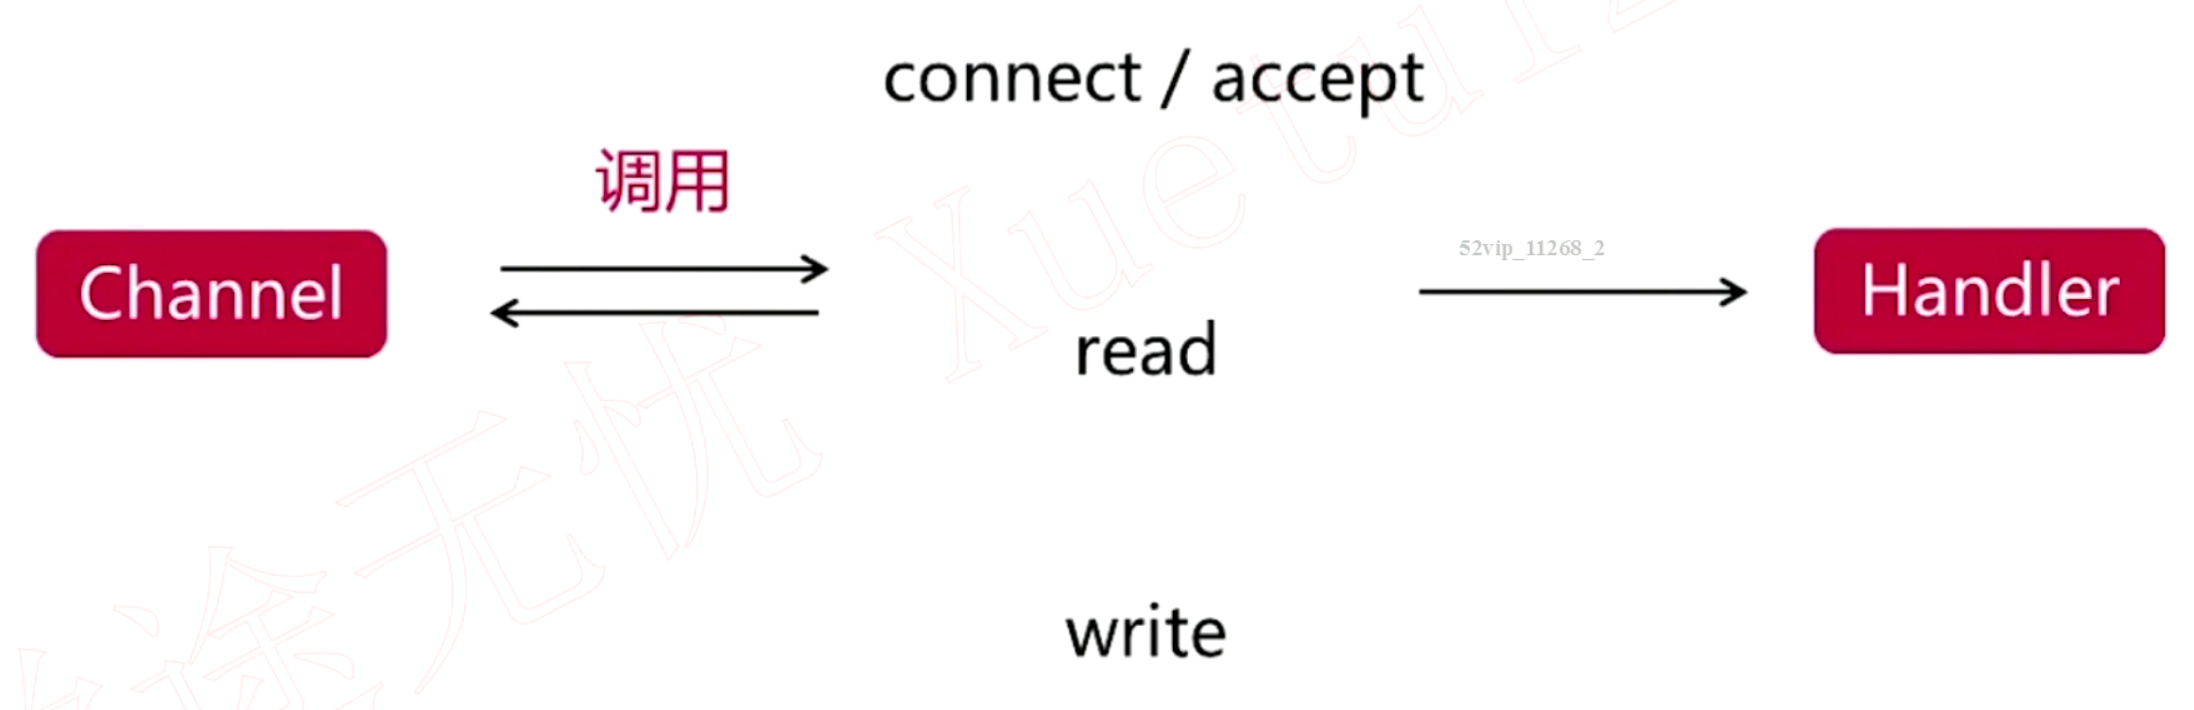 connect / accept
调用
52vip_11268_2
Channel
Handler
read
write